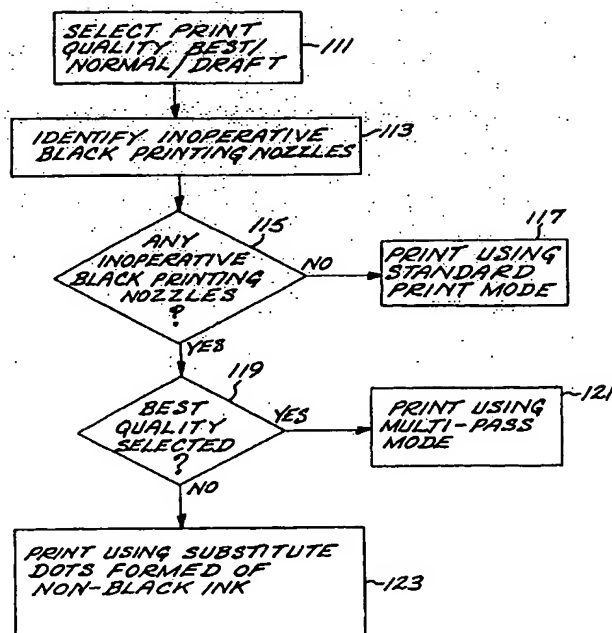 SELECT PRINT
QUALITY BEST/
NORMAL/DRAFT
111
IDENTIFY INOPERATIVE
BLACK PRINTING NOZZLES
113
ANY
INOPERATIVE
BLACK PRINTING
NOZZLES
?
115
NO
117
PRINT USING
STANDARD
PRINT MODE
YES
119
BEST
QUALITY
SELECTED
?
YES
121
PRINT USING
MULTI-PASS
MODE
NO
PRINT USING SUBSTITUTE
DOTS FORMED OF
NON-BLACK INK
123